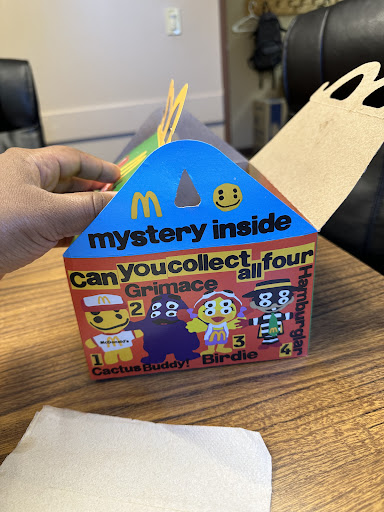 mystery inside
Can you collect all four
Grimace
Hamburglar
2
McDonald's
1
3
4
Cactus Buddy!
Birdie